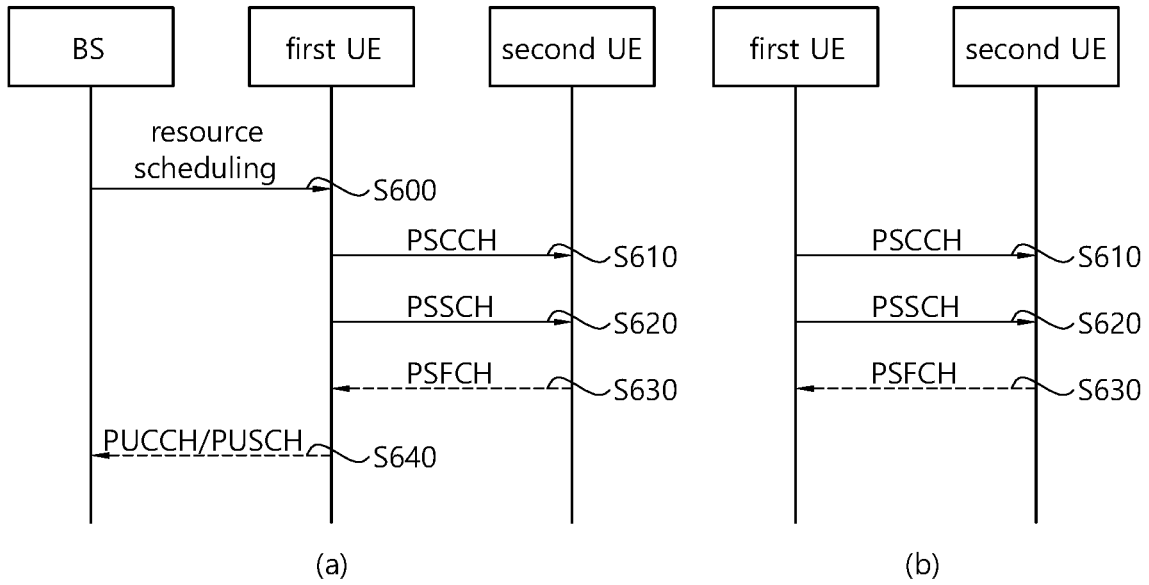 BS
first UE
second UE
first UE
second UE
resource
scheduling
S600
PSCCH
S610
PSCCH
S610
PSSCH
S620
PSSCH
S620
PSFCH
S630
PSFCH
S630
PUCCH/PUSCH
S640
(a)
(b)